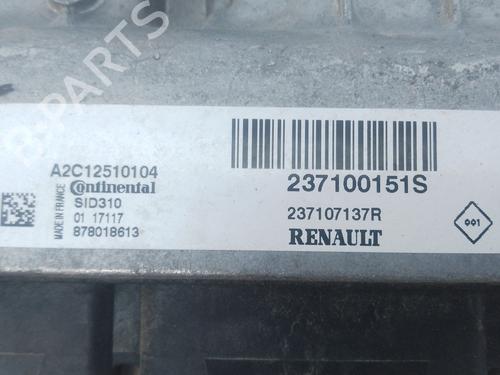 B-PARTS
A2C12510104
Continental
SID310
01 17117
878018613
MADE IN FRANCE
237100151S
237107137R
RENAULT
001